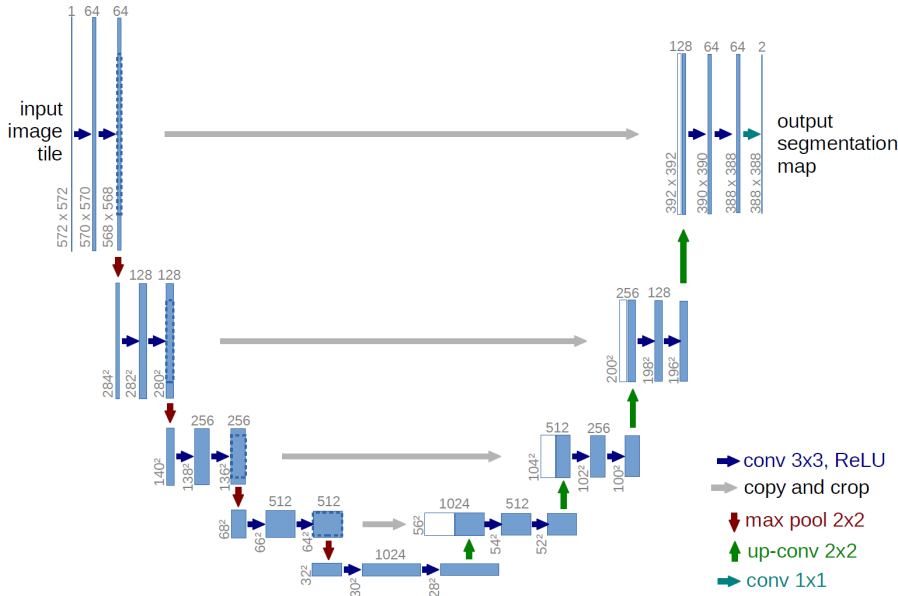 1
64
64
input
image
tile
572 x 572
570 x 570
568 x 568
128
64
64
2
output
segmentation
map
392 x 392
390 x 390
388 x 388
388 x 388
128
128
284²
282²
280²
256
128
200²
198²
196²
256
256
140²
138²
136²
512
256
104²
102²
100²
512
512
68²
66²
64²
1024
512
56²
54²
52²
1024
32²
30²
28²
conv 3x3, ReLU
copy and crop
max pool 2x2
up-conv 2x2
conv 1x1